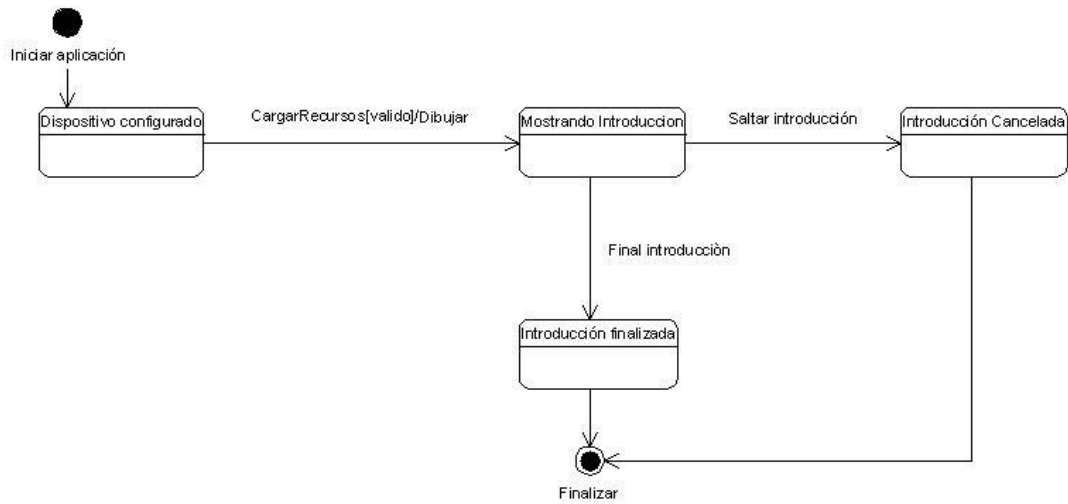 Iniciar aplicación
Dispositivo configurado
CargarRecursos[valido]/Dibujar
Mostrando Introduccion
Saltar introducción
Introducción Cancelada
Final introducciòn
Introducción finalizada
Finalizar